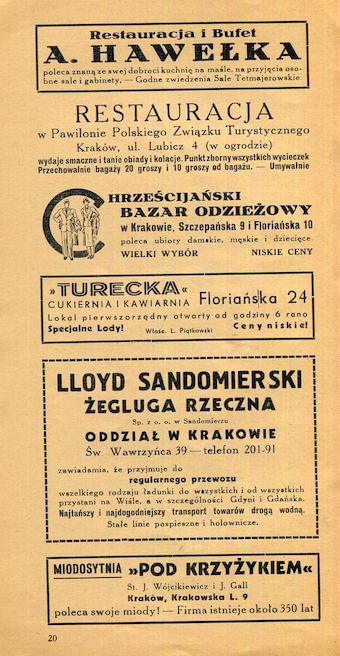 Restauracja i Bufet
A. HAWEŁKA
poleca znaną ze swej dobroci kuchnię na maśle, na przyjęcia oso-
bne sale i gabinety. — Godne zwiedzenia Sale Tetmajerowskie
RESTAURACJA
w Pawilonie Polskiego Związku Turystycznego
Kraków, ul. Lubicz 4 (w ogrodzie)
wydaje smaczne i tanie obiady i kolacje. Punkt zborny wszystkich wycieczek
Przechowalnie bagaży 20 groszy i 10 groszy od bagażu. — Umywalnie
CHRZEŚCIJAŃSKI
BAZAR ODZIEŻOWY
w Krakowie, Szczepańska 9 i Floriańska 10
poleca ubiory damskie, męskie i dziecięce
WIELKI WYBÓR NISKIE CENY
»TURECKA«
CUKIERNIA I KAWIARNIA Floriańska 24
Lokal pierwszorzędny otwarty od godziny 6 rano
Specjalne Lody! Właśc. L. Piątkowski Ceny niskie!
LLOYD SANDOMIERSKI
ŻEGLUGA RZECZNA
Sp. z o. o. w Sandomierzu
ODDZIAŁ W KRAKOWIE
Św. Wawrzyńca 39 — telefon 201-91
zawiadamia, że przyjmuje do
regularnego przewozu
wszelkiego rodzaju ładunki do wszystkich i od wszystkich
przystani na Wiśle, a w szczególności Gdyni i Gdańska.
Najtańszy i najdogodniejszy transport towarów drogą wodną.
Stałe linie pospieszne i holownicze.
MIODOSYTNIA »POD KRZYŻYKIEM«
St. J. Wójcikiewicz i J. Gall
Kraków, Krakowska L. 9
poleca swoje miody! — Firma istnieje około 350 lat
20